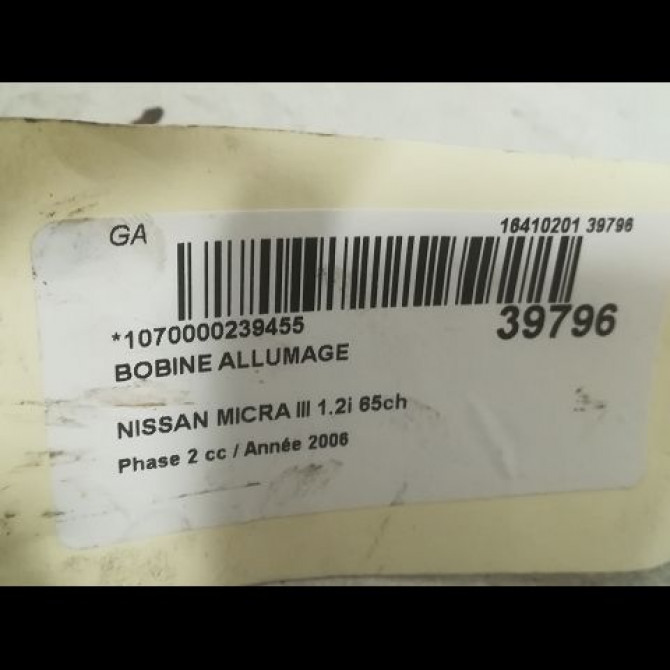 GA
16410201 39796
*1070000239455
39796
BOBINE ALLUMAGE
NISSAN MICRA III 1.2i 65ch
Phase 2 cc / Année 2006